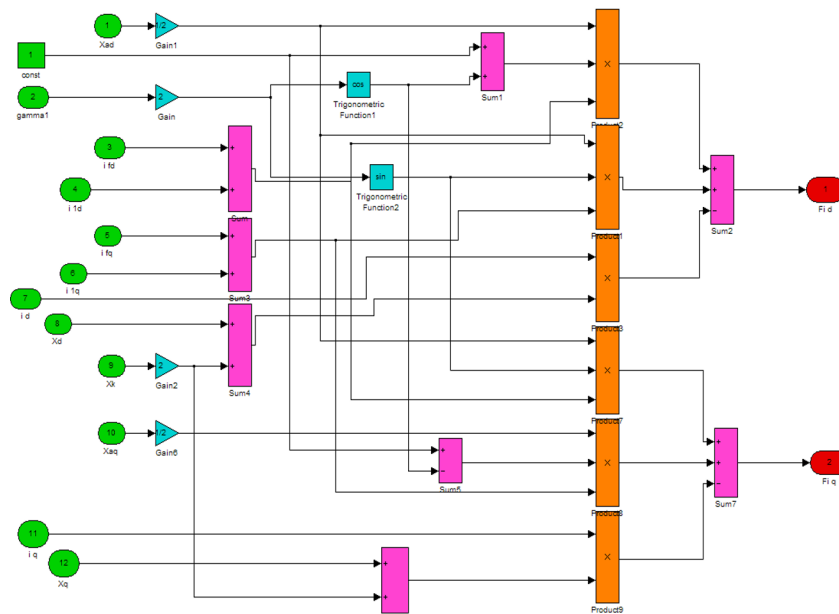 1
Xad
1/2
Gain1
1
const
2
gamma1
2
Gain
cos
Trigonometric
Function1
+
+
Sum1
X
Product2
3
i fd
4
i 1d
+
+
Sum
sin
Trigonometric
Function2
X
Product1
+
+
−
Sum2
1
Fi d
5
i fq
6
i 1q
+
+
Sum3
7
i d
8
Xd
X
Product3
+
+
Sum4
9
Xk
2
Gain2
X
Product7
10
Xaq
1/2
Gain6
+
−
X
Product8
+
+
−
Sum7
2
Fi q
11
i q
12
Xq
+
+
X
Product9